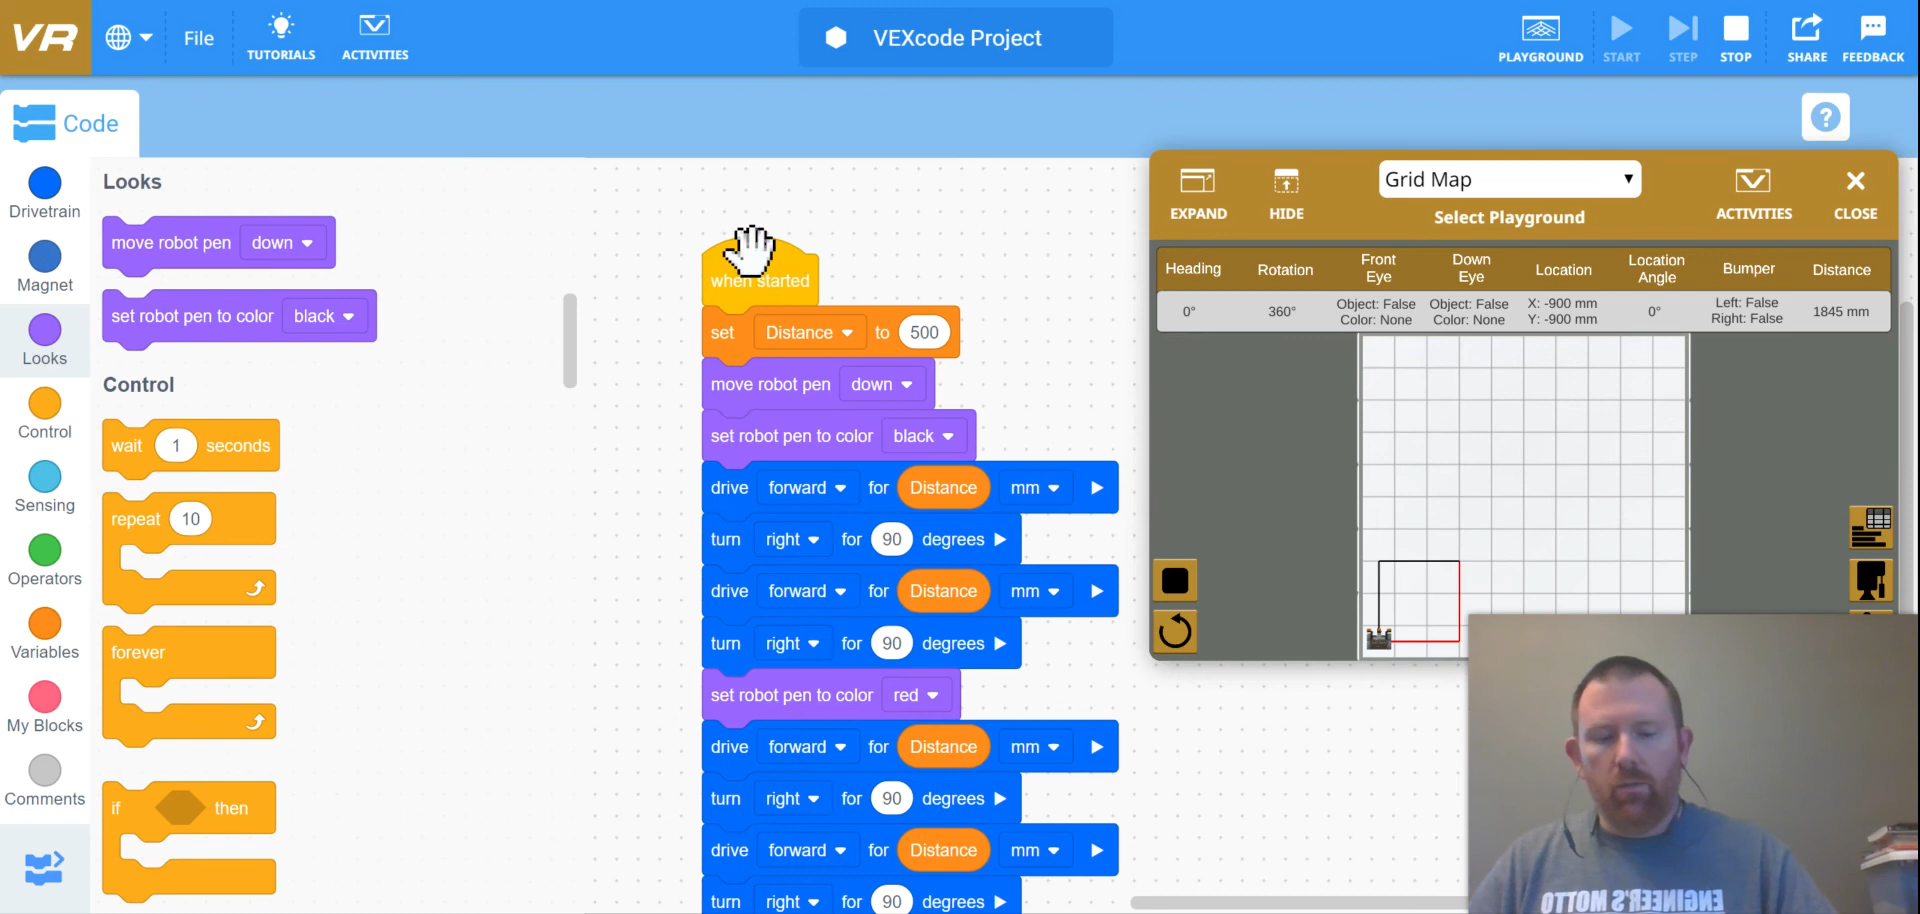 VR
File
TUTORIALS
ACTIVITIES
VEXcode Project
PLAYGROUND
START
STEP
STOP
SHARE
FEEDBACK
Code
?
Drivetrain
Magnet
Looks
Control
Sensing
Operators
Variables
My Blocks
Comments
Looks
move robot pen down
set robot pen to color black
Control
wait 1 seconds
repeat 10
forever
if then
when started
set Distance to 500
move robot pen down
set robot pen to color black
drive forward for Distance mm
turn right for 90 degrees
drive forward for Distance mm
turn right for 90 degrees
set robot pen to color red
drive forward for Distance mm
turn right for 90 degrees
drive forward for Distance mm
turn right for 90 degrees
EXPAND
HIDE
Grid Map
Select Playground
ACTIVITIES
CLOSE
Heading Rotation Front Eye Down Eye Location Location Angle Bumper Distance
0° 360° Object: False Object: False X: -900 mm 0° Left: False 1845 mm
Color: None Color: None Y: -900 mm Right: False
ENGINEER'S MOTTO